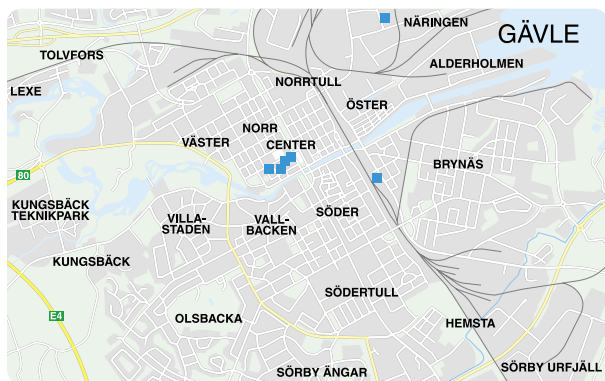 NÄRINGEN
GÄVLE
TOLVFORS
ALDERHOLMEN
NORRTULL
LEXE
ÖSTER
NORR
VÄSTER
CENTER
BRYNÄS
80
KUNGSBÄCK
TEKNIKPARK
VILLA-
STADEN
VALL-
BACKEN
SÖDER
KUNGSBÄCK
SÖDERTULL
E4
OLSBACKA
HEMSTA
SÖRBY ÄNGAR
SÖRBY URFJÄLL